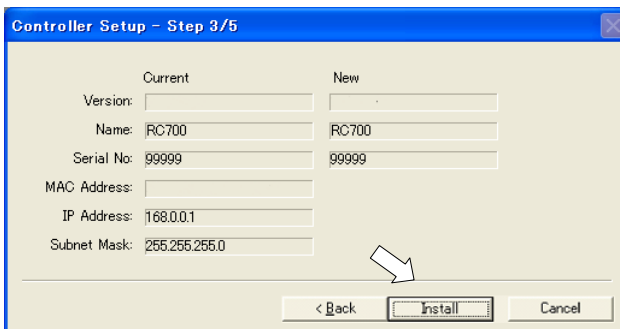 Controller Setup - Step 3/5
Current New
Version:
Name: RC700 RC700
Serial No: 99999 99999
MAC Address:
IP Address: 168.0.0.1
Subnet Mask: 255.255.255.0
< Back Install Cancel